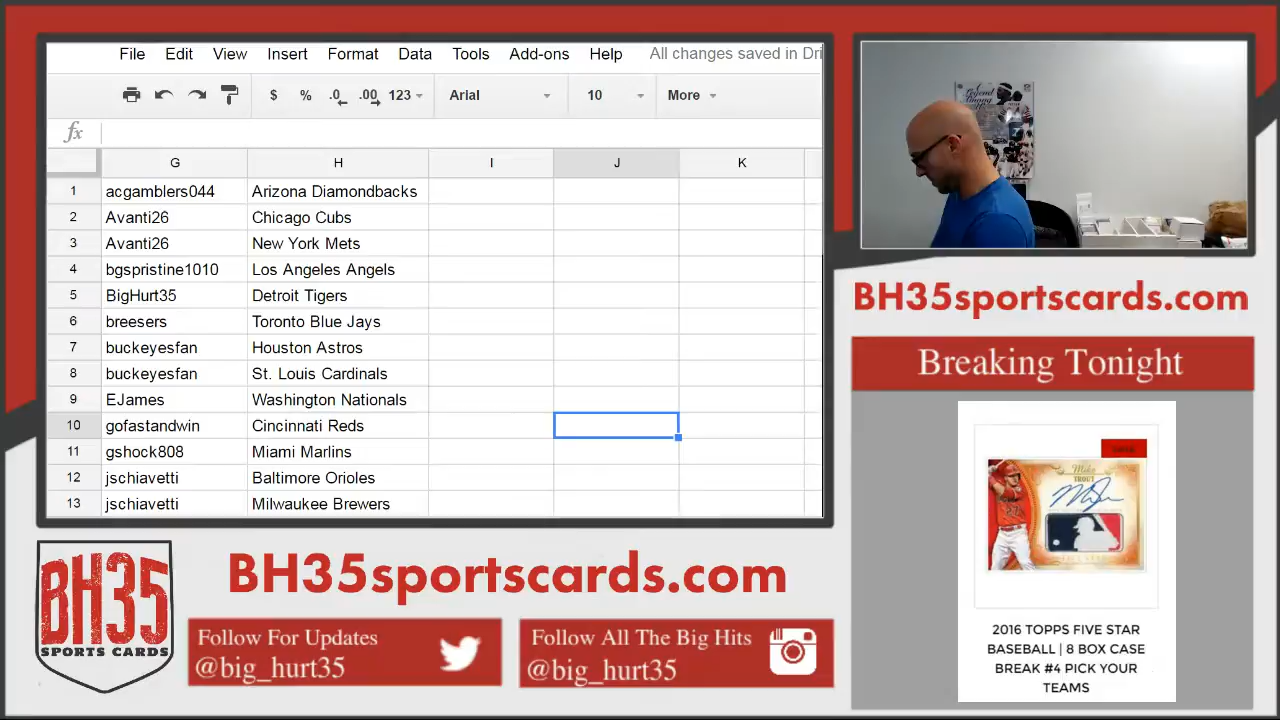 File Edit View Insert Format Data Tools Add-ons Help All changes saved in Dri
$ % .0 .00 123 Arial 10 More
fx
G H I J K
1 acgamblers044 Arizona Diamondbacks
2 Avanti26 Chicago Cubs
3 Avanti26 New York Mets
4 bgspristine1010 Los Angeles Angels
5 BigHurt35 Detroit Tigers
6 breesers Toronto Blue Jays
7 buckeyesfan Houston Astros
8 buckeyesfan St. Louis Cardinals
9 EJames Washington Nationals
10 gofastandwin Cincinnati Reds
11 gshock808 Miami Marlins
12 jschiavetti Baltimore Orioles
13 jschiavetti Milwaukee Brewers
BH35
SPORTS CARDS
BH35sportscards.com
Follow For Updates
@big_hurt35
Follow All The Big Hits
@big_hurt35
BH35sportscards.com
Breaking Tonight
Mike
TROUT
2016 TOPPS FIVE STAR
BASEBALL | 8 BOX CASE
BREAK #4 PICK YOUR
TEAMS